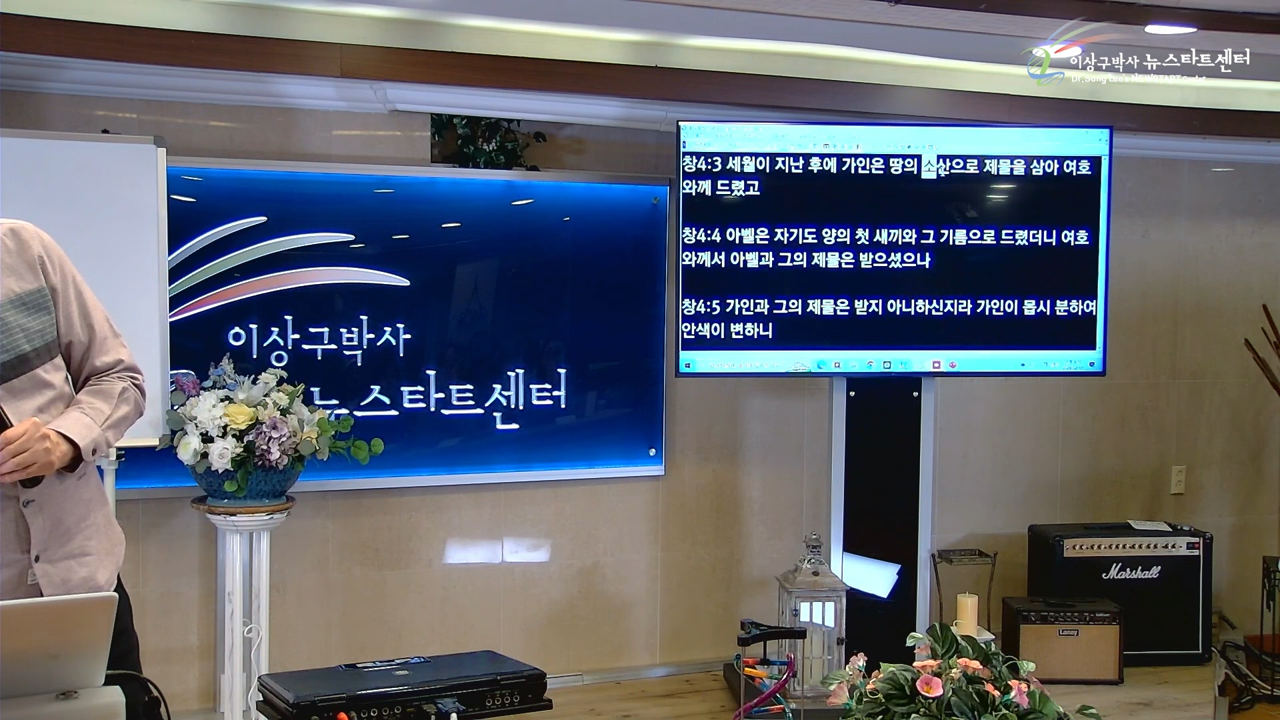 이상구박사 뉴스타트센터
창4:3 세월이 지난 후에 가인은 땅의 소산으로 제물을 삼아 여호
와께 드렸고
창4:4 아벨은 자기도 양의 첫 새끼와 그 기름으로 드렸더니 여호
와께서 아벨과 그의 제물은 받으셨으나
창4:5 가인과 그의 제물은 받지 아니하신지라 가인이 몹시 분하여
안색이 변하니
이상구박사
뉴스타트센터
Marshall
Laney